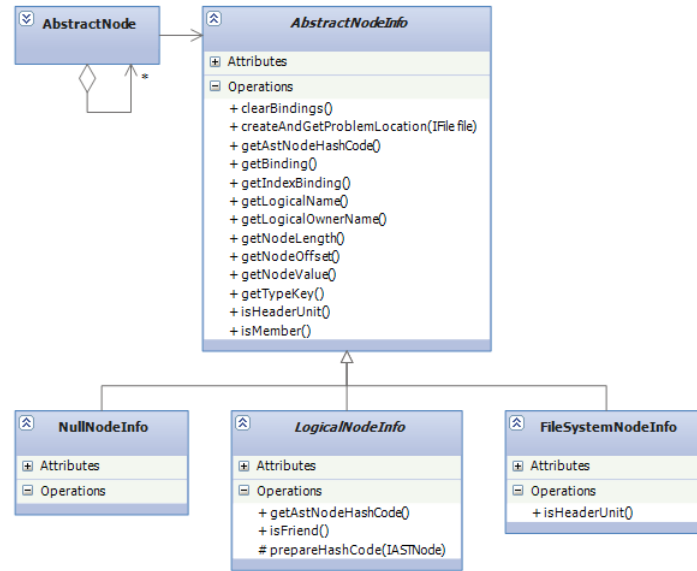 AbstractNode
*
AbstractNodeInfo
Attributes
Operations
+ clearBindings()
+ createAndGetProblemLocation(IFile file)
+ getAstNodeHashCode()
+ getBinding()
+ getIndexBinding()
+ getLogicalName()
+ getLogicalOwnerName()
+ getNodeLength()
+ getNodeOffset()
+ getNodeValue()
+ getTypeKey()
+ isHeaderUnit()
+ isMember()
NullNodeInfo
Attributes
Operations
LogicalNodeInfo
Attributes
Operations
+ getAstNodeHashCode()
+ isFriend()
# prepareHashCode(IASTNode)
FileSystemNodeInfo
Attributes
Operations
+ isHeaderUnit()